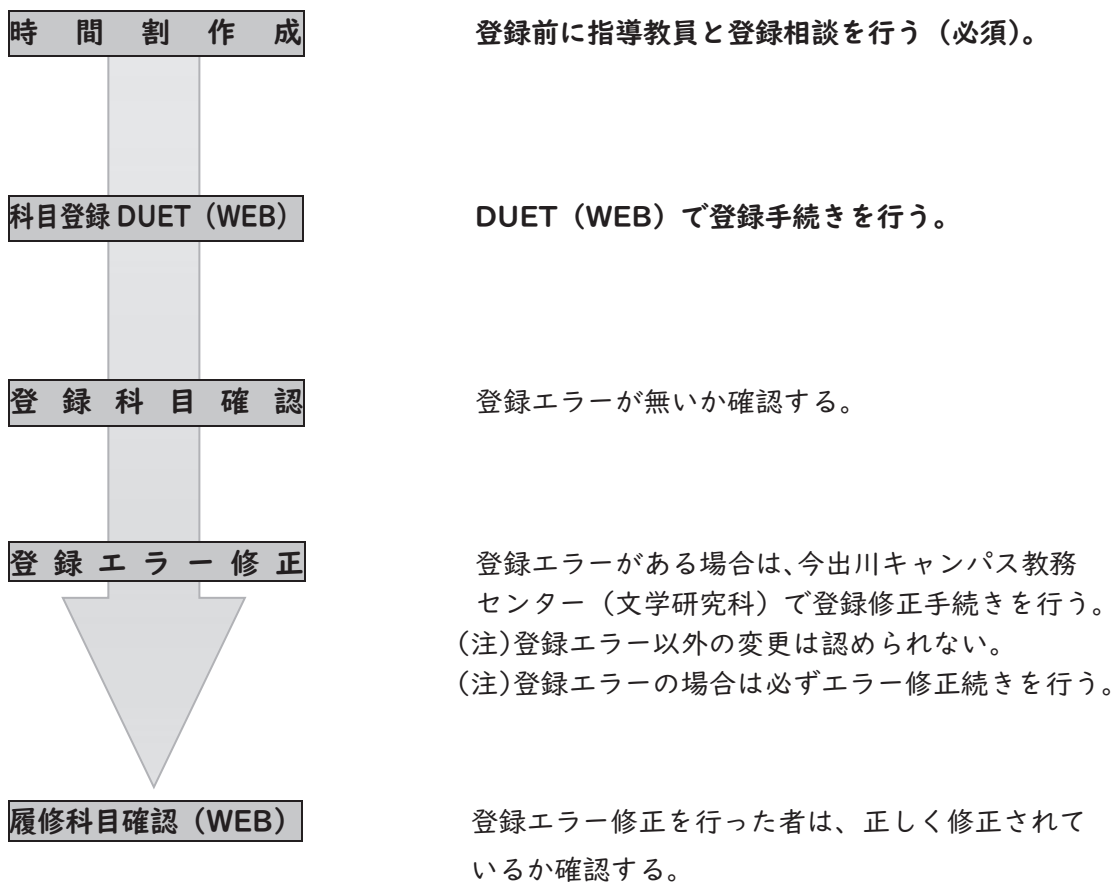 時間割作成
登録前に指導教員と登録相談を行う（必須）。
科目登録 DUET（WEB）
DUET（WEB）で登録手続きを行う。
登録科目確認
登録エラーが無いか確認する。
登録エラー修正
登録エラーがある場合は、今出川キャンパス教務
センター（文学研究科）で登録修正手続きを行う。
(注)登録エラー以外の変更は認められない。
(注)登録エラーの場合は必ずエラー修正続きを行う。
履修科目確認（WEB）
登録エラー修正を行った者は、正しく修正されて
いるか確認する。